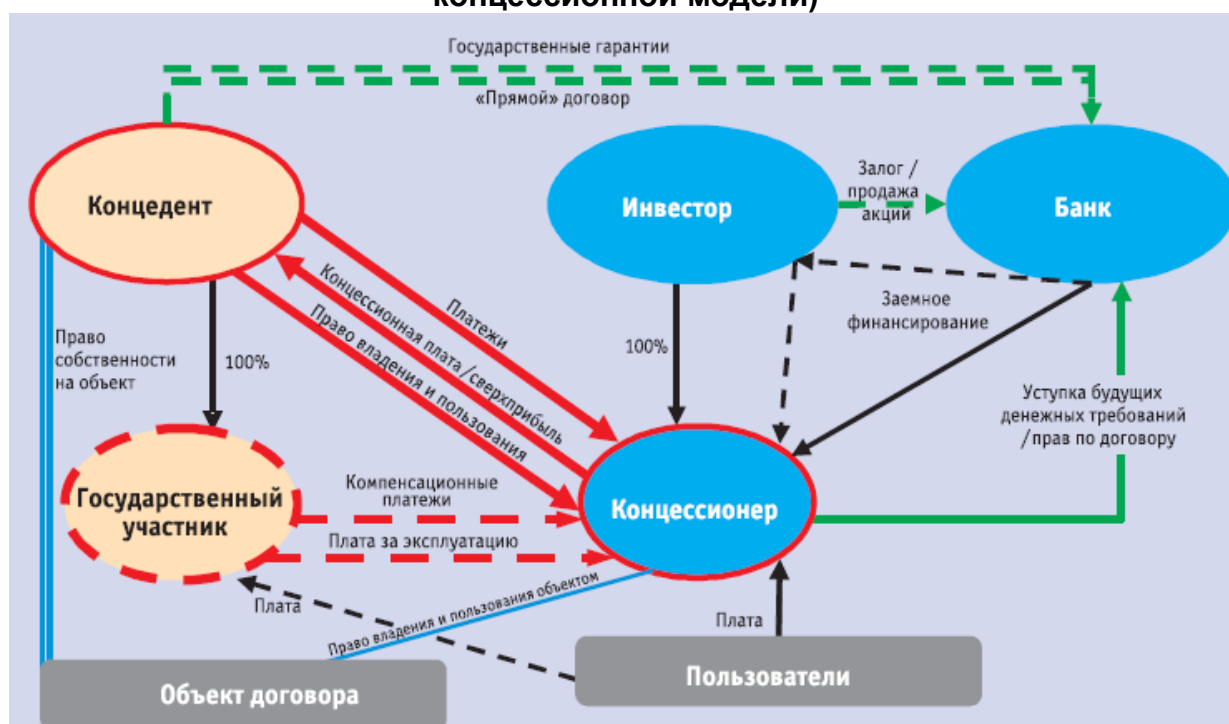 концессионной модели)
Государственные гарантии
«Прямой» договор
Концедент
Инвестор
Залог /
продажа
акций
Банк
Концессионная плата/сверхприбыль
Платежи
Право владения и пользования
Заемное
финансирование
Право
собственности
на объект
100%
100%
Уступка будущих
денежных требований
/прав по договору
Государственный
участник
Компенсационные
платежи
Плата за эксплуатацию
Концессионер
Плата
Право владения и пользования объектом
Плата
Объект договора
Пользователи